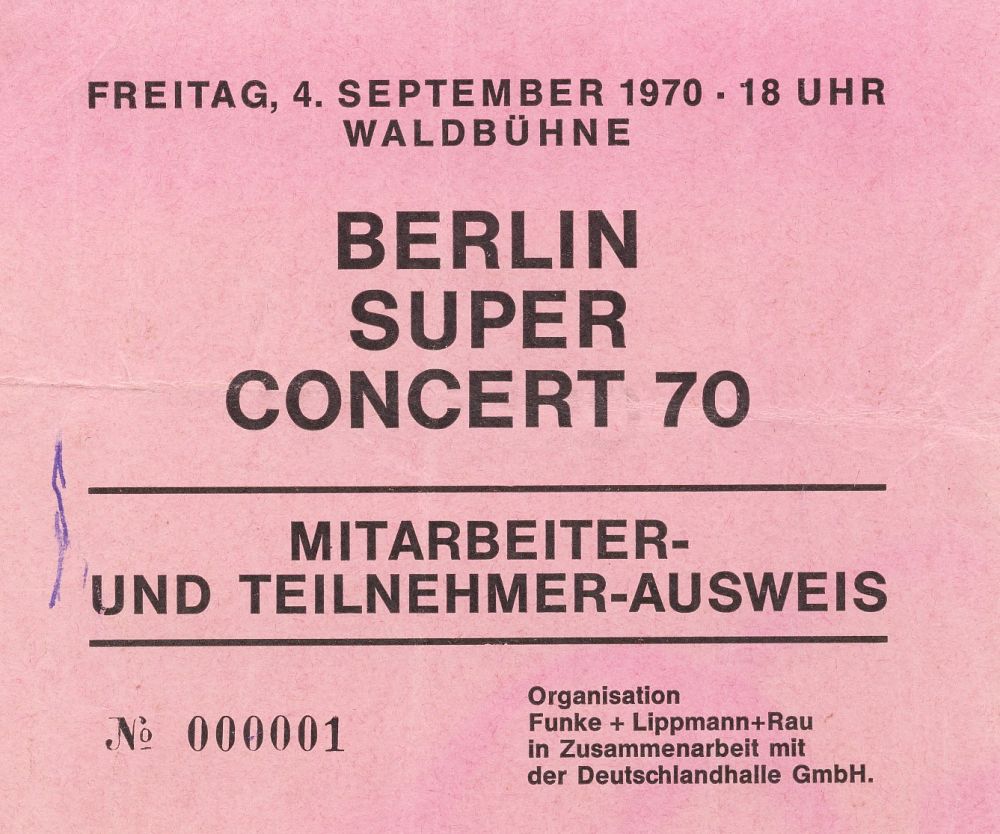 FREITAG, 4. SEPTEMBER 1970 · 18 UHR
WALDBÜHNE
BERLIN
SUPER
CONCERT 70
MITARBEITER-
UND TEILNEHMER-AUSWEIS
№ 000001
Organisation
Funke + Lippmann+Rau
in Zusammenarbeit mit
der Deutschlandhalle GmbH.